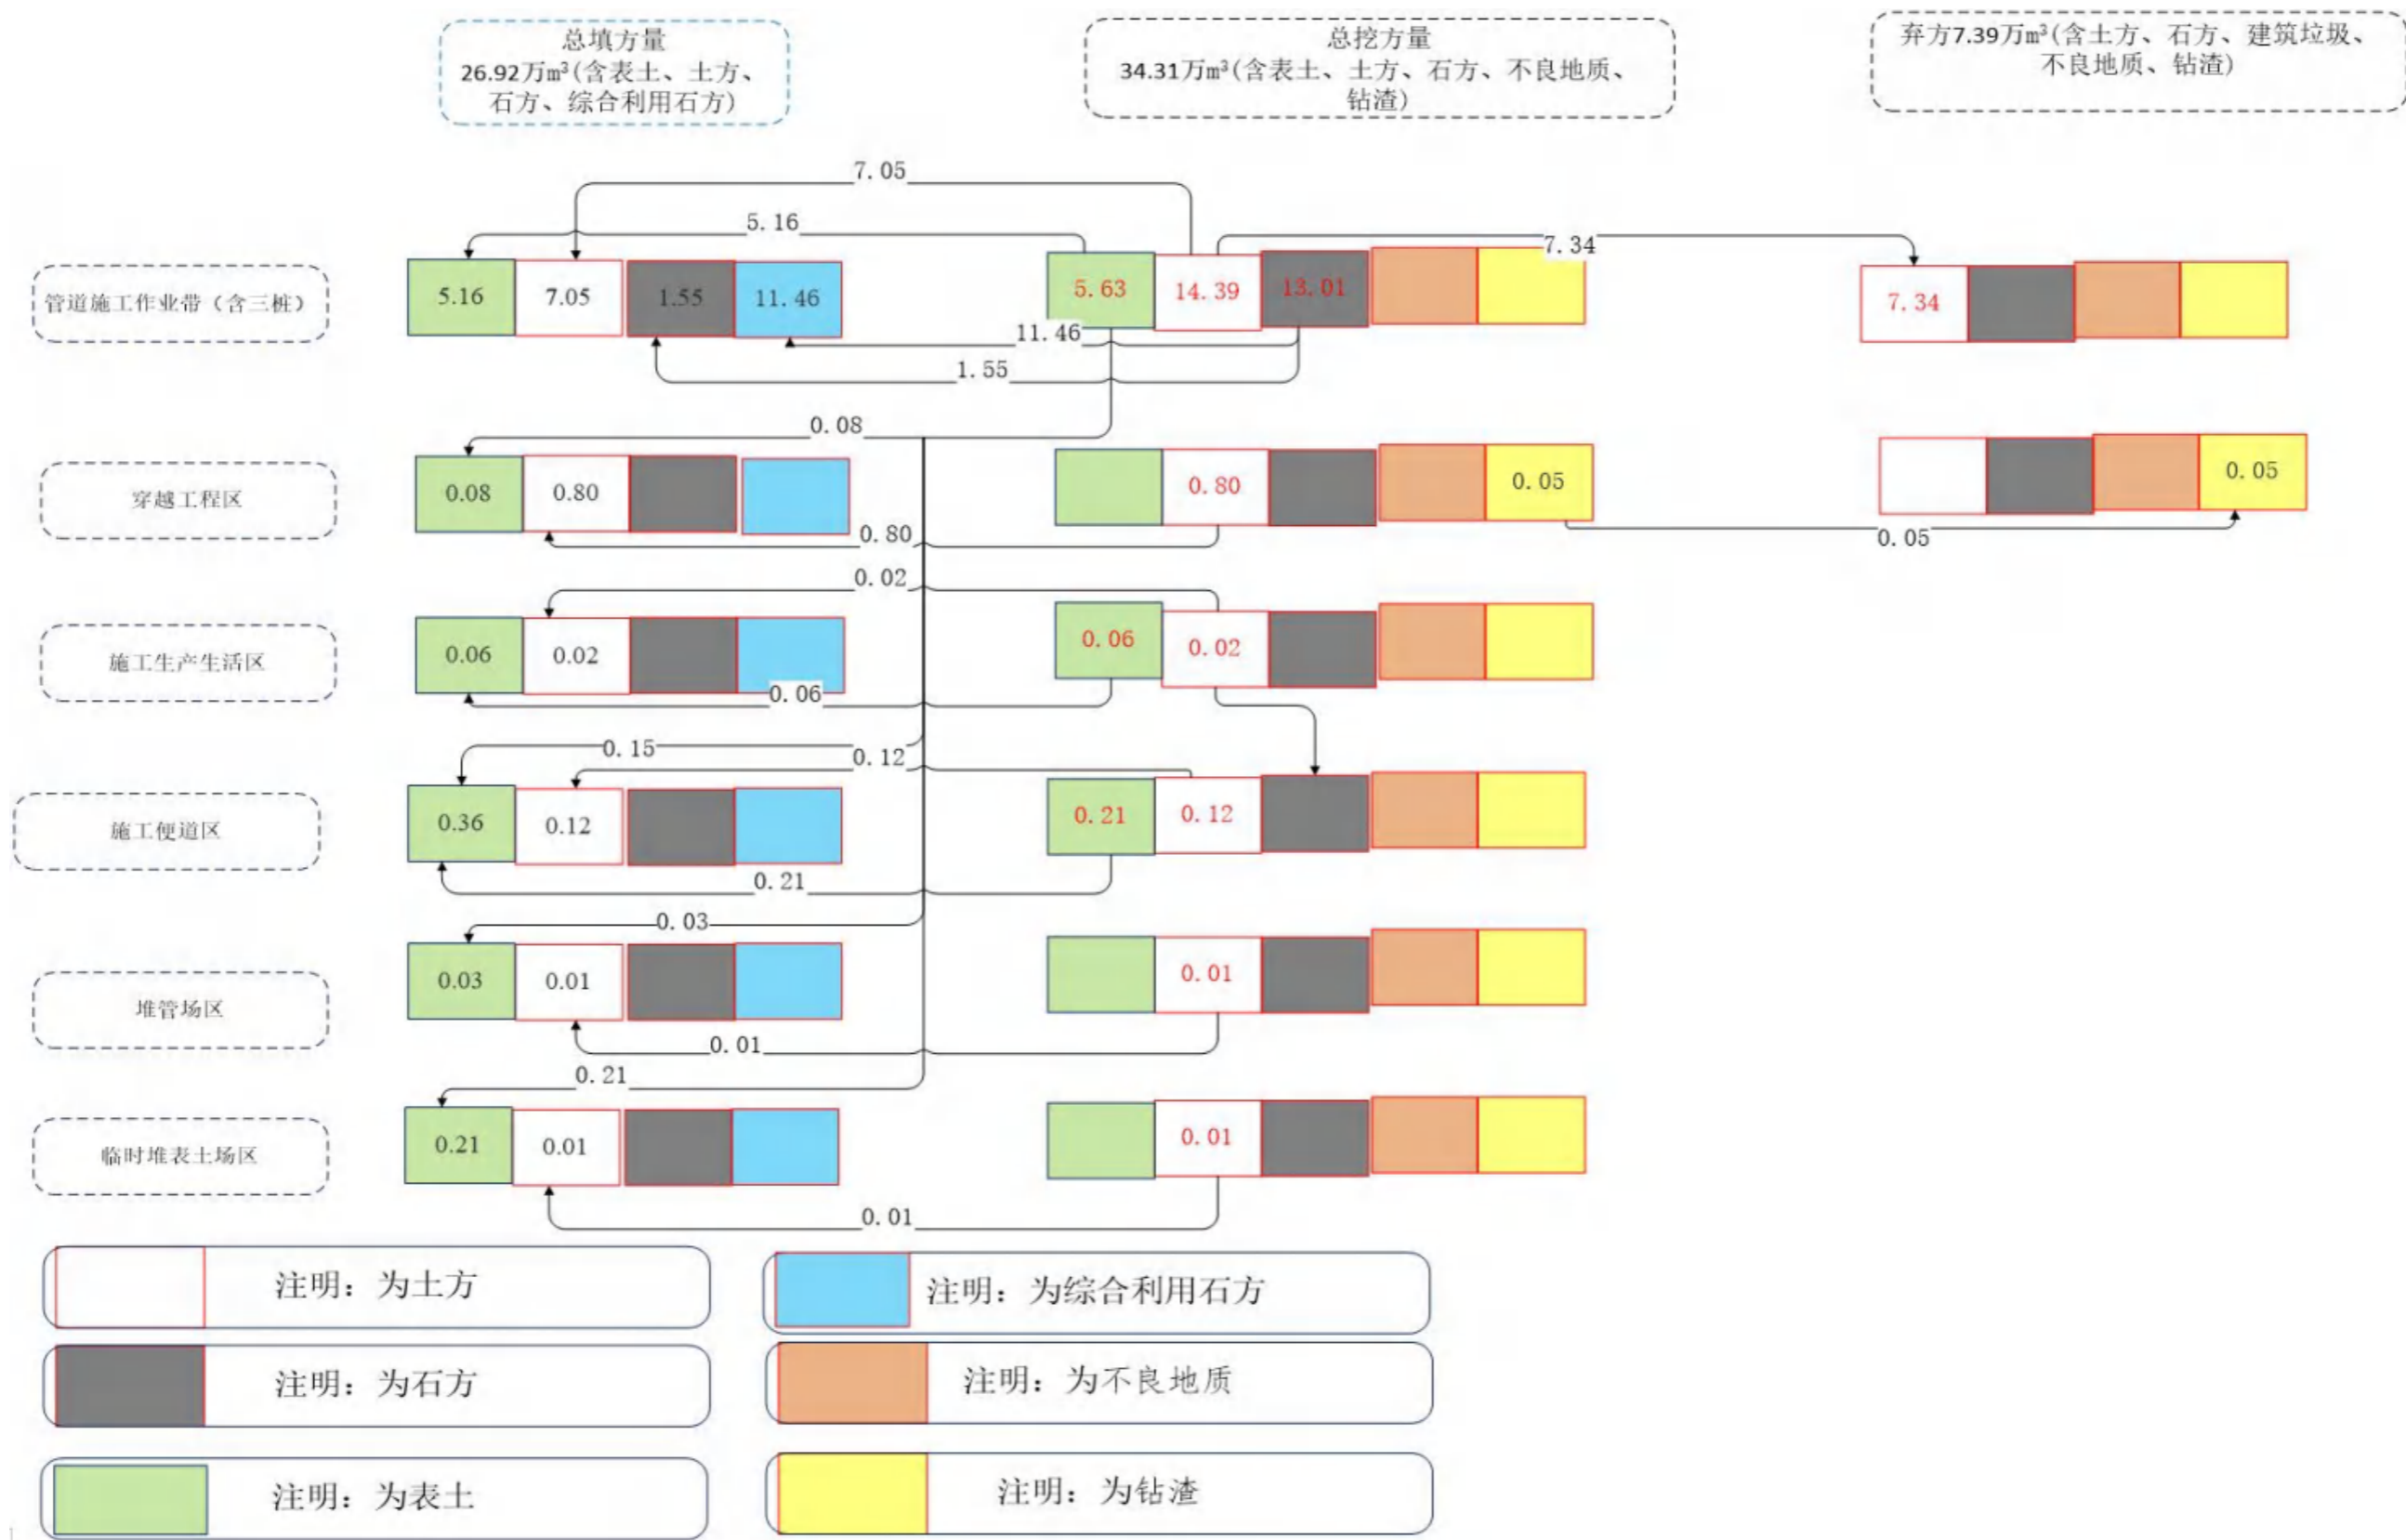 总填方量
26.92万m³(含表土、土方、
石方、综合利用石方)
总挖方量
34.31万m³(含表土、土方、石方、不良地质、
钻渣)
弃方7.39万m³(含土方、石方、建筑垃圾、
不良地质、钻渣)
7.05
5.16
7.34
管道施工作业带（含三桩）
5.16
7.05
1.55
11.46
5.63
14.39
13.01
7.34
11.46
1.55
0.08
穿越工程区
0.08
0.80
0.80
0.05
0.05
0.80
0.05
0.02
施工生产生活区
0.06
0.02
0.06
0.02
0.06
0.15
0.12
施工便道区
0.36
0.12
0.21
0.12
0.21
0.03
堆管场区
0.03
0.01
0.01
0.01
0.21
临时堆表土场区
0.21
0.01
0.01
0.01
注明：为土方
注明：为综合利用石方
注明：为石方
注明：为不良地质
注明：为表土
注明：为钻渣